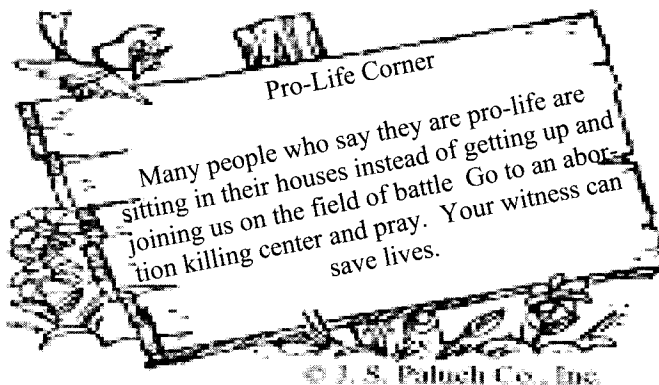 Pro-Life Corner
Many people who say they are pro-life are
sitting in their houses instead of getting up and
joining us on the field of battle Go to an abor-
tion killing center and pray. Your witness can
save lives.
© J. S. Paluch Co., Inc.